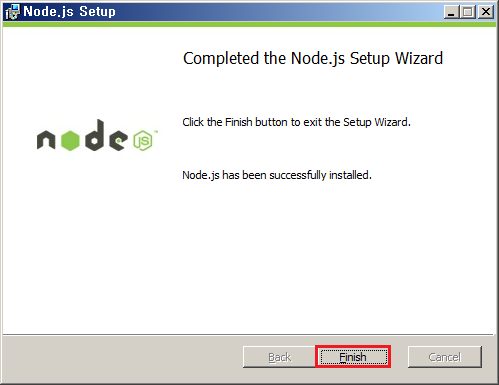 Node.js Setup
Completed the Node.js Setup Wizard
Click the Finish button to exit the Setup Wizard.
node JS™
Node.js has been successfully installed.
Back Finish Cancel